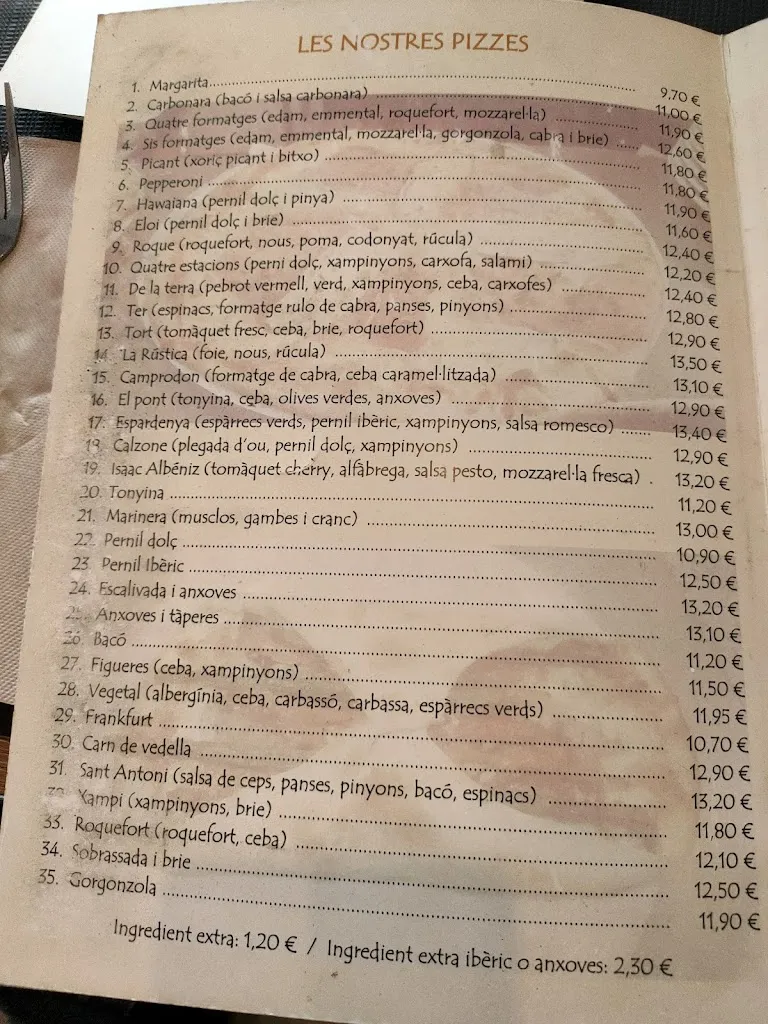 LES NOSTRES PIZZES
1. Margarita 9,70 €
2. Carbonara (bacó i salsa carbonara) 11,00 €
3. Quatre formatges (edam, emmental, roquefort, mozzarel·la) 11,90 €
4. Sis formatges (edam, emmental, mozzarel·la, gorgonzola, cabra i brie) 12,60 €
5. Picant (xoriç picant i bitxo) 11,80 €
6. Pepperoni 11,80 €
7. Hawaiana (pernil dolç i pinya) 11,90 €
8. Eloi (pernil dolç i brie) 11,60 €
9. Roque (roquefort, nous, poma, codonyat, rúcula) 12,40 €
10. Quatre estacions (perni dolç, xampinyons, carxofa, salami) 12,20 €
11. De la terra (pebrot vermell, verd, xampinyons, ceba, carxofes) 12,40 €
12. Ter (espinacs, formatge rulo de cabra, panses, pinyons) 12,80 €
13. Tort (tomàquet fresc, ceba, brie, roquefort) 12,90 €
14. La Rústica (foie, nous, rúcula) 13,50 €
15. Camprodon (formatge de cabra, ceba caramel·litzada) 13,10 €
16. El pont (tonyina, ceba, olives verdes, anxoves) 12,90 €
17. Espardenya (espàrrecs verds, pernil ibèric, xampinyons, salsa romesco) 13,40 €
18. Calzone (plegada d'ou, pernil dolç, xampinyons) 12,90 €
19. Isaac Albéniz (tomàquet cherry, alfàbrega, salsa pesto, mozzarel·la fresca) 13,20 €
20. Tonyina 11,20 €
21. Marinera (musclos, gambes i cranc) 13,00 €
22. Pernil dolç 10,90 €
23. Pernil Ibèric 12,50 €
24. Escalivada i anxoves 13,20 €
25. Anxoves i tàperes 13,10 €
26. Bacó 11,20 €
27. Figueres (ceba, xampinyons) 11,50 €
28. Vegetal (albergínia, ceba, carbassó, carbassa, espàrrecs verds) 11,95 €
29. Frankfurt 10,70 €
30. Carn de vedella 12,90 €
31. Sant Antoni (salsa de ceps, panses, pinyons, bacó, espinacs) 13,20 €
32. Xampi (xampinyons, brie) 11,80 €
33. Roquefort (roquefort, ceba) 12,10 €
34. Sobrassada i brie 12,50 €
35. Gorgonzola 11,90 €
Ingredient extra: 1,20 € / Ingredient extra ibèric o anxoves: 2,30 €